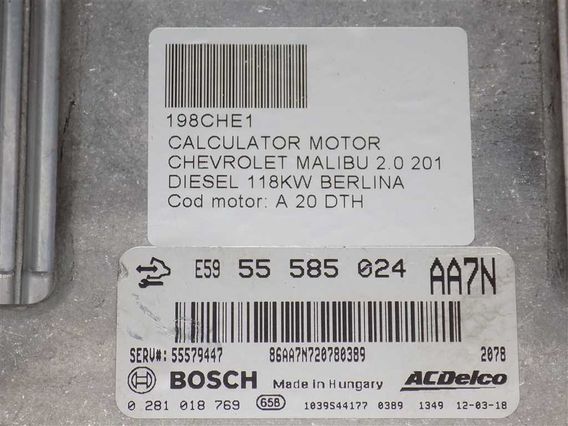 198CHE1
CALCULATOR MOTOR
CHEVROLET MALIBU 2.0 201
DIESEL 118KW BERLINA
Cod motor: A 20 DTH
E59 55 585 024 AA7N
SERV#: 55579447 86AA7N720780389 2078
BOSCH Made in Hungary ACDelco
0 281 018 769 65B 1039S44177 0389 1349 12-03-18